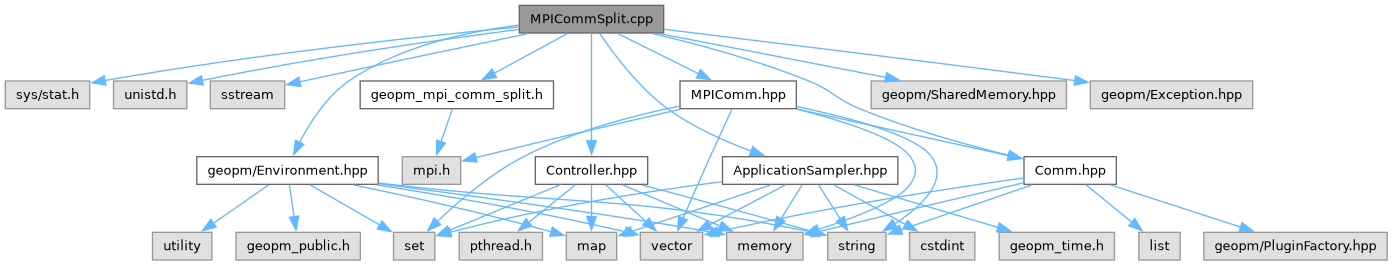 MPICommSplit.cpp
sys/stat.h
unistd.h
sstream
geopm_mpi_comm_split.h
MPIComm.hpp
geopm/SharedMemory.hpp
geopm/Exception.hpp
geopm/Environment.hpp
mpi.h
Controller.hpp
ApplicationSampler.hpp
Comm.hpp
utility
geopm_public.h
set
pthread.h
map
vector
memory
string
cstdint
geopm_time.h
list
geopm/PluginFactory.hpp